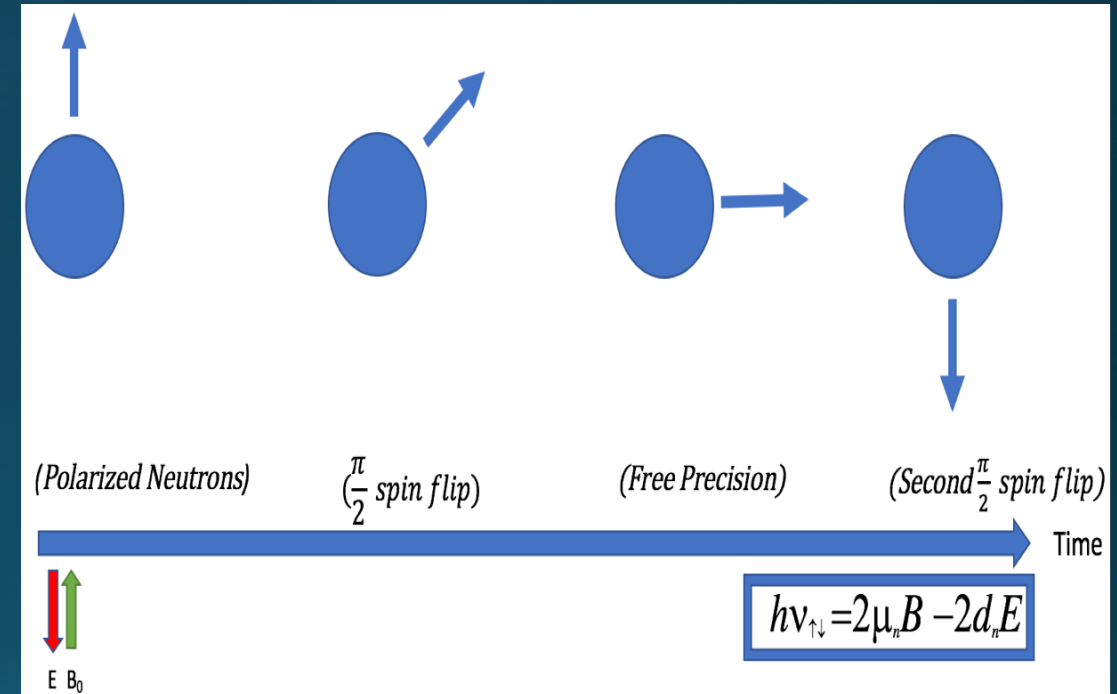 (Polarized Neutrons)
(π/2 spin flip)
(Free Precision)
(Second π/2 spin flip)
Time
E B₀
hν↑↓=2μₙB −2dₙE